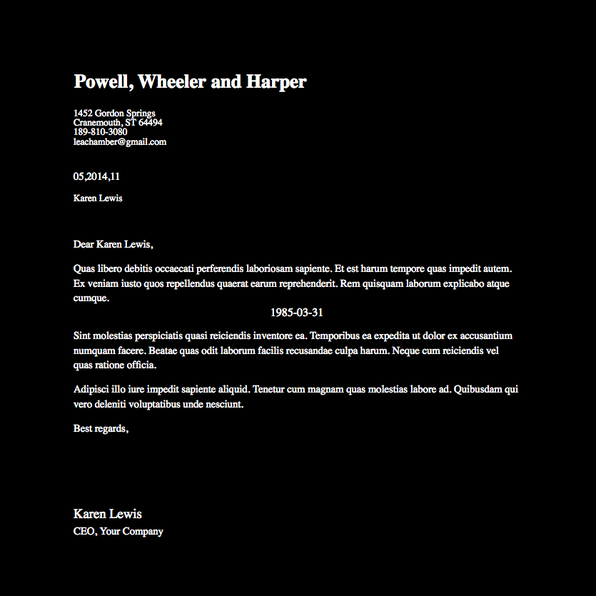 Powell, Wheeler and Harper
1452 Gordon Springs
Cranemouth, ST 64494
189-810-3080
leachamber@gmail.com
05,2014,11
Karen Lewis
Dear Karen Lewis,
Quas libero debitis occaecati perferendis laboriosam sapiente. Et est harum tempore quas impedit autem.
Ex veniam iusto quos repellendus quaerat earum reprehenderit. Rem quisquam laborum explicabo atque
cumque.
1985-03-31
Sint molestias perspiciatis quasi reiciendis inventore ea. Temporibus ea expedita ut dolor ex accusantium
numquam facere. Beatae quas odit laborum facilis recusandae culpa harum. Neque cum reiciendis vel
quas ratione officia.
Adipisci illo iure impedit sapiente aliquid. Tenetur cum magnam quas molestias labore ad. Quibusdam qui
vero deleniti voluptatibus unde nesciunt.
Best regards,
Karen Lewis
CEO, Your Company